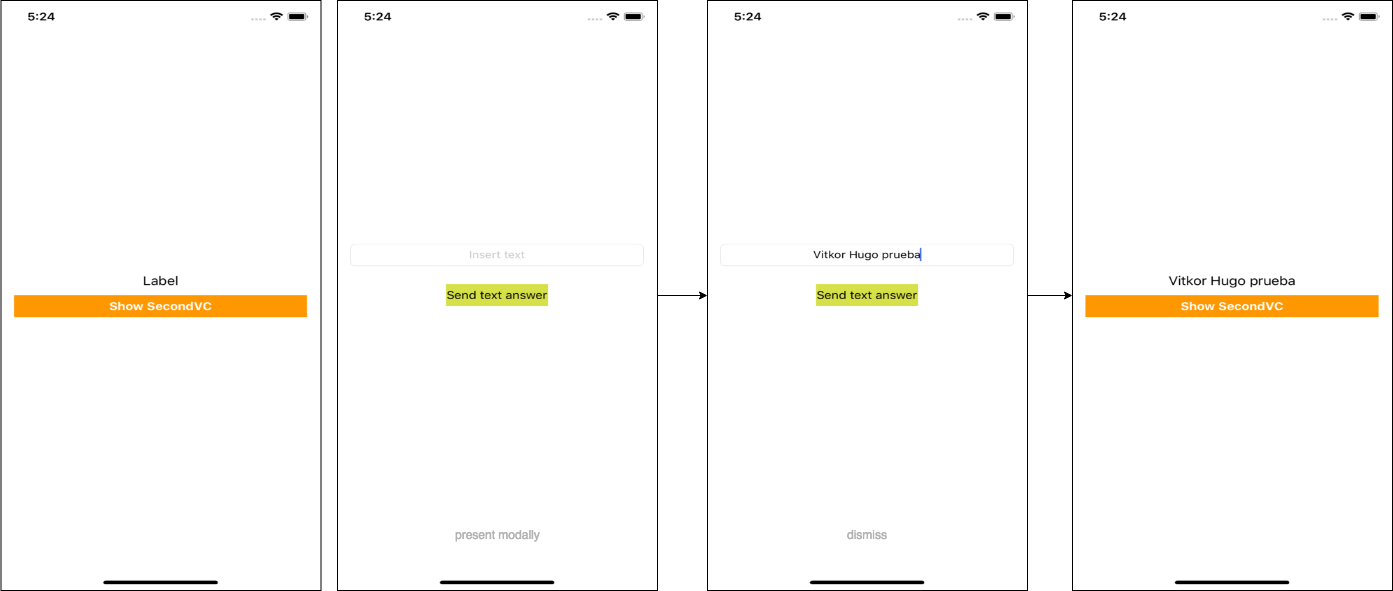 5:24
Label
Show SecondVC
5:24
Insert text
Send text answer
present modally
5:24
Vitkor Hugo prueba
Send text answer
dismiss
5:24
Vitkor Hugo prueba
Show SecondVC